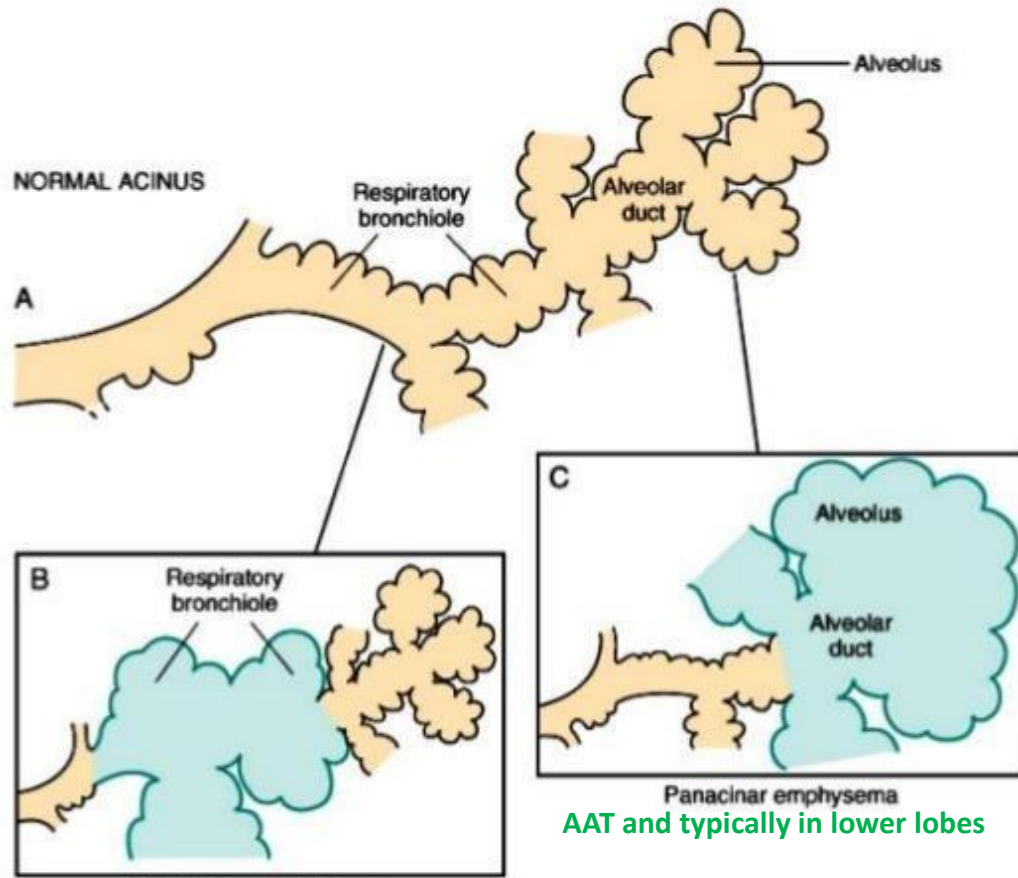 Alveolus
NORMAL ACINUS
Respiratory
bronchiole
Alveolar
duct
A
B
Respiratory
bronchiole
C
Alveolus
Alveolar
duct
Panacinar emphysema
AAT and typically in lower lobes